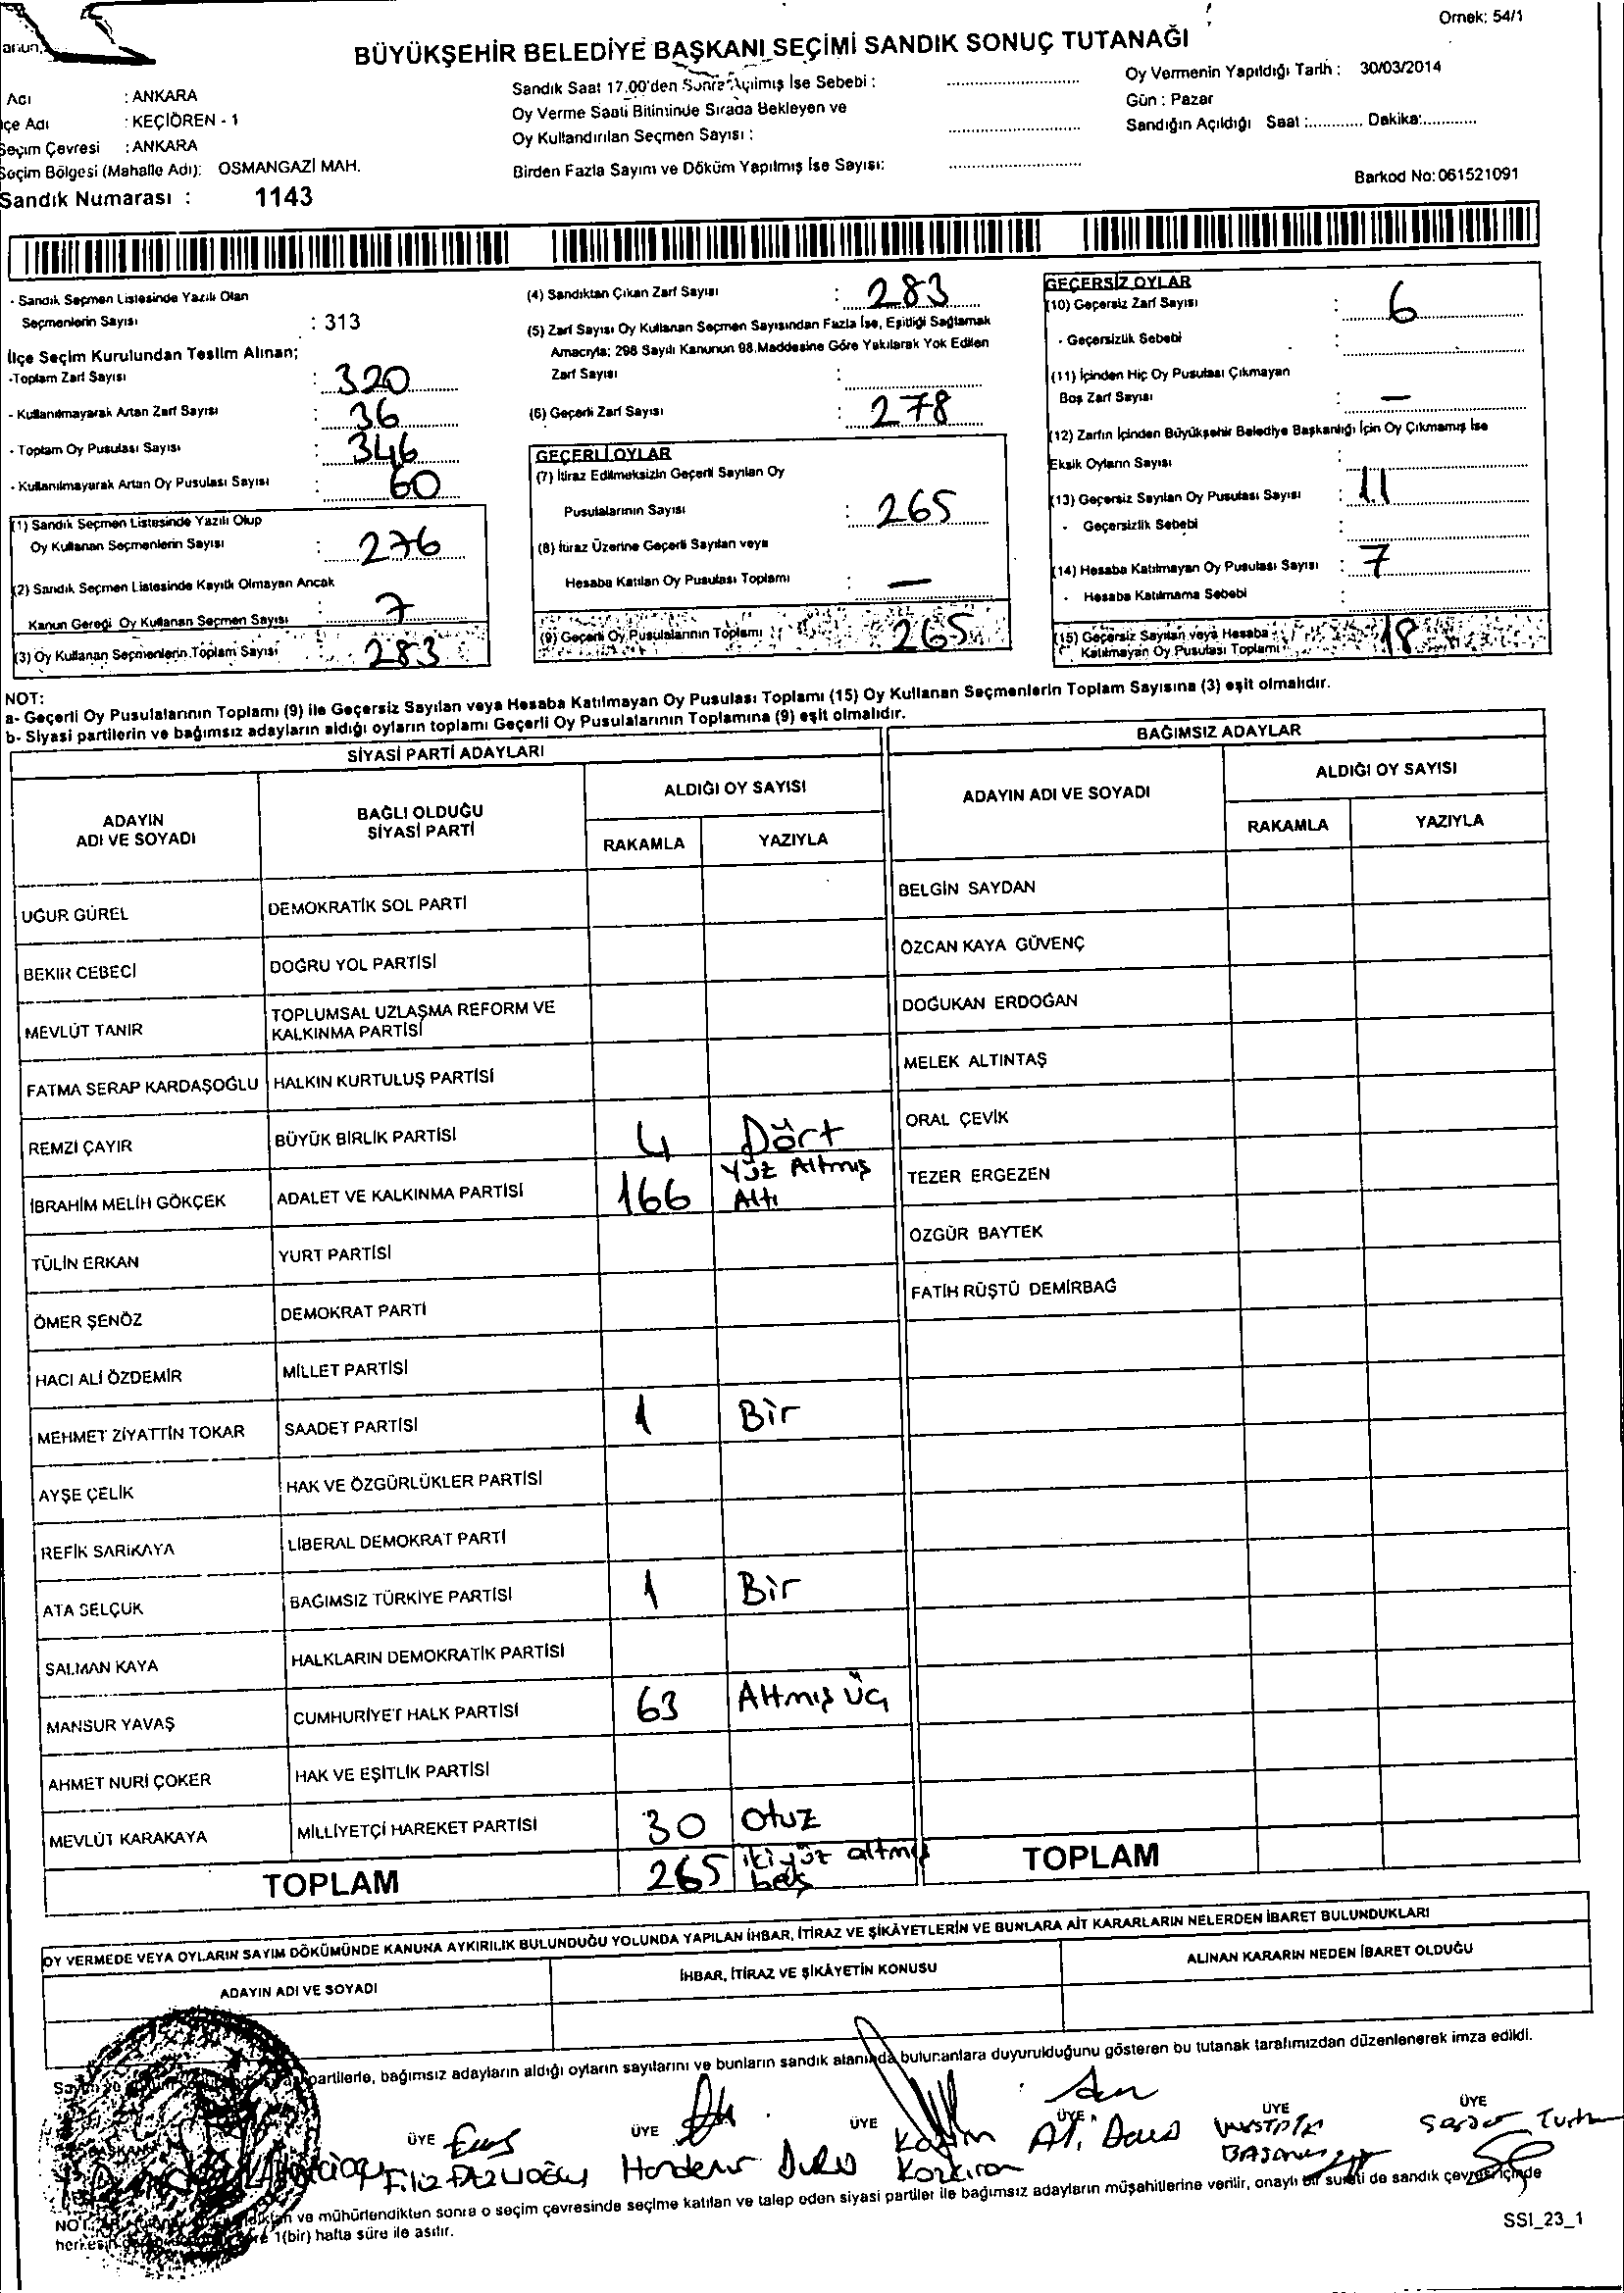 Ornek: 54/1
BÜYÜKŞEHİR BELEDİYE BAŞKANI SEÇİMİ SANDIK SONUÇ TUTANAĞI
Adı : ANKARA
lçe Adı : KEÇİÖREN - 1
Seçim Çevresi : ANKARA
Seçim Bölgesi (Mahalle Adı): OSMANGAZİ MAH.
Sandık Numarası : 1143
Sandık Saat 17.00'den Sonra Açılmış İse Sebebi :
Oy Verme Saati Bitiminde Sırada Bekleyen ve
Oy Kullandırılan Seçmen Sayısı :
Birden Fazla Sayım ve Döküm Yapılmış İse Sayısı:
Oy Vermenin Yapıldığı Tarih : 30/03/2014
Gün : Pazar
Sandığın Açıldığı Saat :............ Dakika:............
Barkod No: 061521091
- Sandık Seçmen Listesinde Yazılı Olan
Seçmenlerin Sayısı : 313
İlçe Seçim Kurulundan Teslim Alınan;
-Toplam Zarf Sayısı : 320
- Kullanılmayarak Artan Zarf Sayısı : 36
- Toplam Oy Pusulası Sayısı : 346
- Kullanılmayarak Artan Oy Pusulası Sayısı : 60
(1) Sandık Seçmen Listesinde Yazılı Olup
Oy Kullanan Seçmenlerin Sayısı : 276
(2) Sandık Seçmen Listesinde Kayıtlı Olmayan Ancak
Kanun Gereği Oy Kullanan Seçmen Sayısı : 7
(3) Oy Kullanan Seçmenlerin Toplam Sayısı : 283
(4) Sandıktan Çıkan Zarf Sayısı : 283
(5) Zarf Sayısı Oy Kullanan Seçmen Sayısından Fazla İse, Eşitliği Sağlamak
Amacıyla; 298 Sayılı Kanunun 98.Maddesine Göre Yakılarak Yok Edilen
Zarf Sayısı :
(6) Geçerli Zarf Sayısı : 278
GEÇERLİ OYLAR
(7) İtiraz Edilmeksizin Geçerli Sayılan Oy
Pusulalarının Sayısı : 265
(8) İtiraz Üzerine Geçerli Sayılan veya
Hesaba Katılan Oy Pusulası Toplamı : —
(9) Geçerli Oy Pusulalarının Toplamı : 265
GEÇERSİZ OYLAR
(10) Geçersiz Zarf Sayısı : 6
- Geçersizlik Sebebi :
(11) İçinden Hiç Oy Pusulası Çıkmayan
Boş Zarf Sayısı : —
(12) Zarfın İçinden Büyükşehir Belediye Başkanlığı İçin Oy Çıkmamış İse
Eksik Oyların Sayısı :
(13) Geçersiz Sayılan Oy Pusulası Sayısı : 11
- Geçersizlik Sebebi :
(14) Hesaba Katılmayan Oy Pusulası Sayısı : 7
- Hesaba Katılmama Sebebi :
(15) Geçersiz Sayılan veya Hesaba
Katılmayan Oy Pusulası Toplamı : 18
NOT:
a- Geçerli Oy Pusulalarının Toplamı (9) ile Geçersiz Sayılan veya Hesaba Katılmayan Oy Pusulası Toplamı (15) Oy Kullanan Seçmenlerin Toplam Sayısına (3) eşit olmalıdır.
b- Siyasi partilerin ve bağımsız adayların aldığı oyların toplamı Geçerli Oy Pusulalarının Toplamına (9) eşit olmalıdır.
SİYASİ PARTİ ADAYLARI
ADAYIN ADI VE SOYADI
BAĞLI OLDUĞU SİYASİ PARTİ
ALDIĞI OY SAYISI
RAKAMLA YAZIYLA
UĞUR GÜREL DEMOKRATİK SOL PARTİ
BEKİR CEBECİ DOĞRU YOL PARTİSİ
MEVLÜT TANIR TOPLUMSAL UZLAŞMA REFORM VE KALKINMA PARTİSİ
FATMA SERAP KARDAŞOĞLU HALKIN KURTULUŞ PARTİSİ
REMZİ ÇAYIR BÜYÜK BİRLİK PARTİSİ 4 Dört
İBRAHİM MELİH GÖKÇEK ADALET VE KALKINMA PARTİSİ 166 Yüz Altmış Altı
TÜLİN ERKAN YURT PARTİSİ
ÖMER ŞENÖZ DEMOKRAT PARTİ
HACI ALİ ÖZDEMİR MİLLET PARTİSİ
MEHMET ZİYATTİN TOKAR SAADET PARTİSİ 1 Bir
AYŞE ÇELİK HAK VE ÖZGÜRLÜKLER PARTİSİ
REFİK SARIKAYA LİBERAL DEMOKRAT PARTİ
ATA SELÇUK BAĞIMSIZ TÜRKİYE PARTİSİ 1 Bir
SALMAN KAYA HALKLARIN DEMOKRATİK PARTİSİ
MANSUR YAVAŞ CUMHURİYET HALK PARTİSİ 63 Altmış üç
AHMET NURİ ÇOKER HAK VE EŞİTLİK PARTİSİ
MEVLÜT KARAKAYA MİLLİYETÇİ HAREKET PARTİSİ 30 Otuz
TOPLAM 265 iki yüz altmış beş
BAĞIMSIZ ADAYLAR
ADAYIN ADI VE SOYADI
ALDIĞI OY SAYISI
RAKAMLA YAZIYLA
BELGİN SAYDAN
ÖZCAN KAYA GÜVENÇ
DOĞUKAN ERDOĞAN
MELEK ALTINTAŞ
ORAL ÇEVİK
TEZER ERGEZEN
ÖZGÜR BAYTEK
FATİH RÜŞTÜ DEMİRBAĞ
TOPLAM
OY VERMEDE VEYA OYLARIN SAYIM DÖKÜMÜNDE KANUNA AYKIRILIK BULUNDUĞU YOLUNDA YAPILAN İHBAR, İTİRAZ VE ŞİKÂYETLERİN VE BUNLARA AİT KARARLARIN NELERDEN İBARET BULUNDUKLARI
ADAYIN ADI VE SOYADI
İHBAR, İTİRAZ VE ŞİKÂYETİN KONUSU
ALINAN KARARIN NEDEN İBARET OLDUĞU
partilerle, bağımsız adayların aldığı oyların sayılarını ve bunların sandık alanında bulunanlara duyurulduğunu gösteren bu tutanak tarafımızdan düzenlenerek imza edildi.
ÜYE ÜYE ÜYE ÜYE ÜYE ÜYE
Filiz FAZLIOĞLU
Kazım Korkıran
ve mühürlendikten sonra o seçim çevresinde seçime katılan ve talep eden siyasi partiler ile bağımsız adayların müşahitlerine verilir, onaylı bir sureti de sandık çevresi içinde
1(bir) hafta süre ile asılır.
SSI_23_1